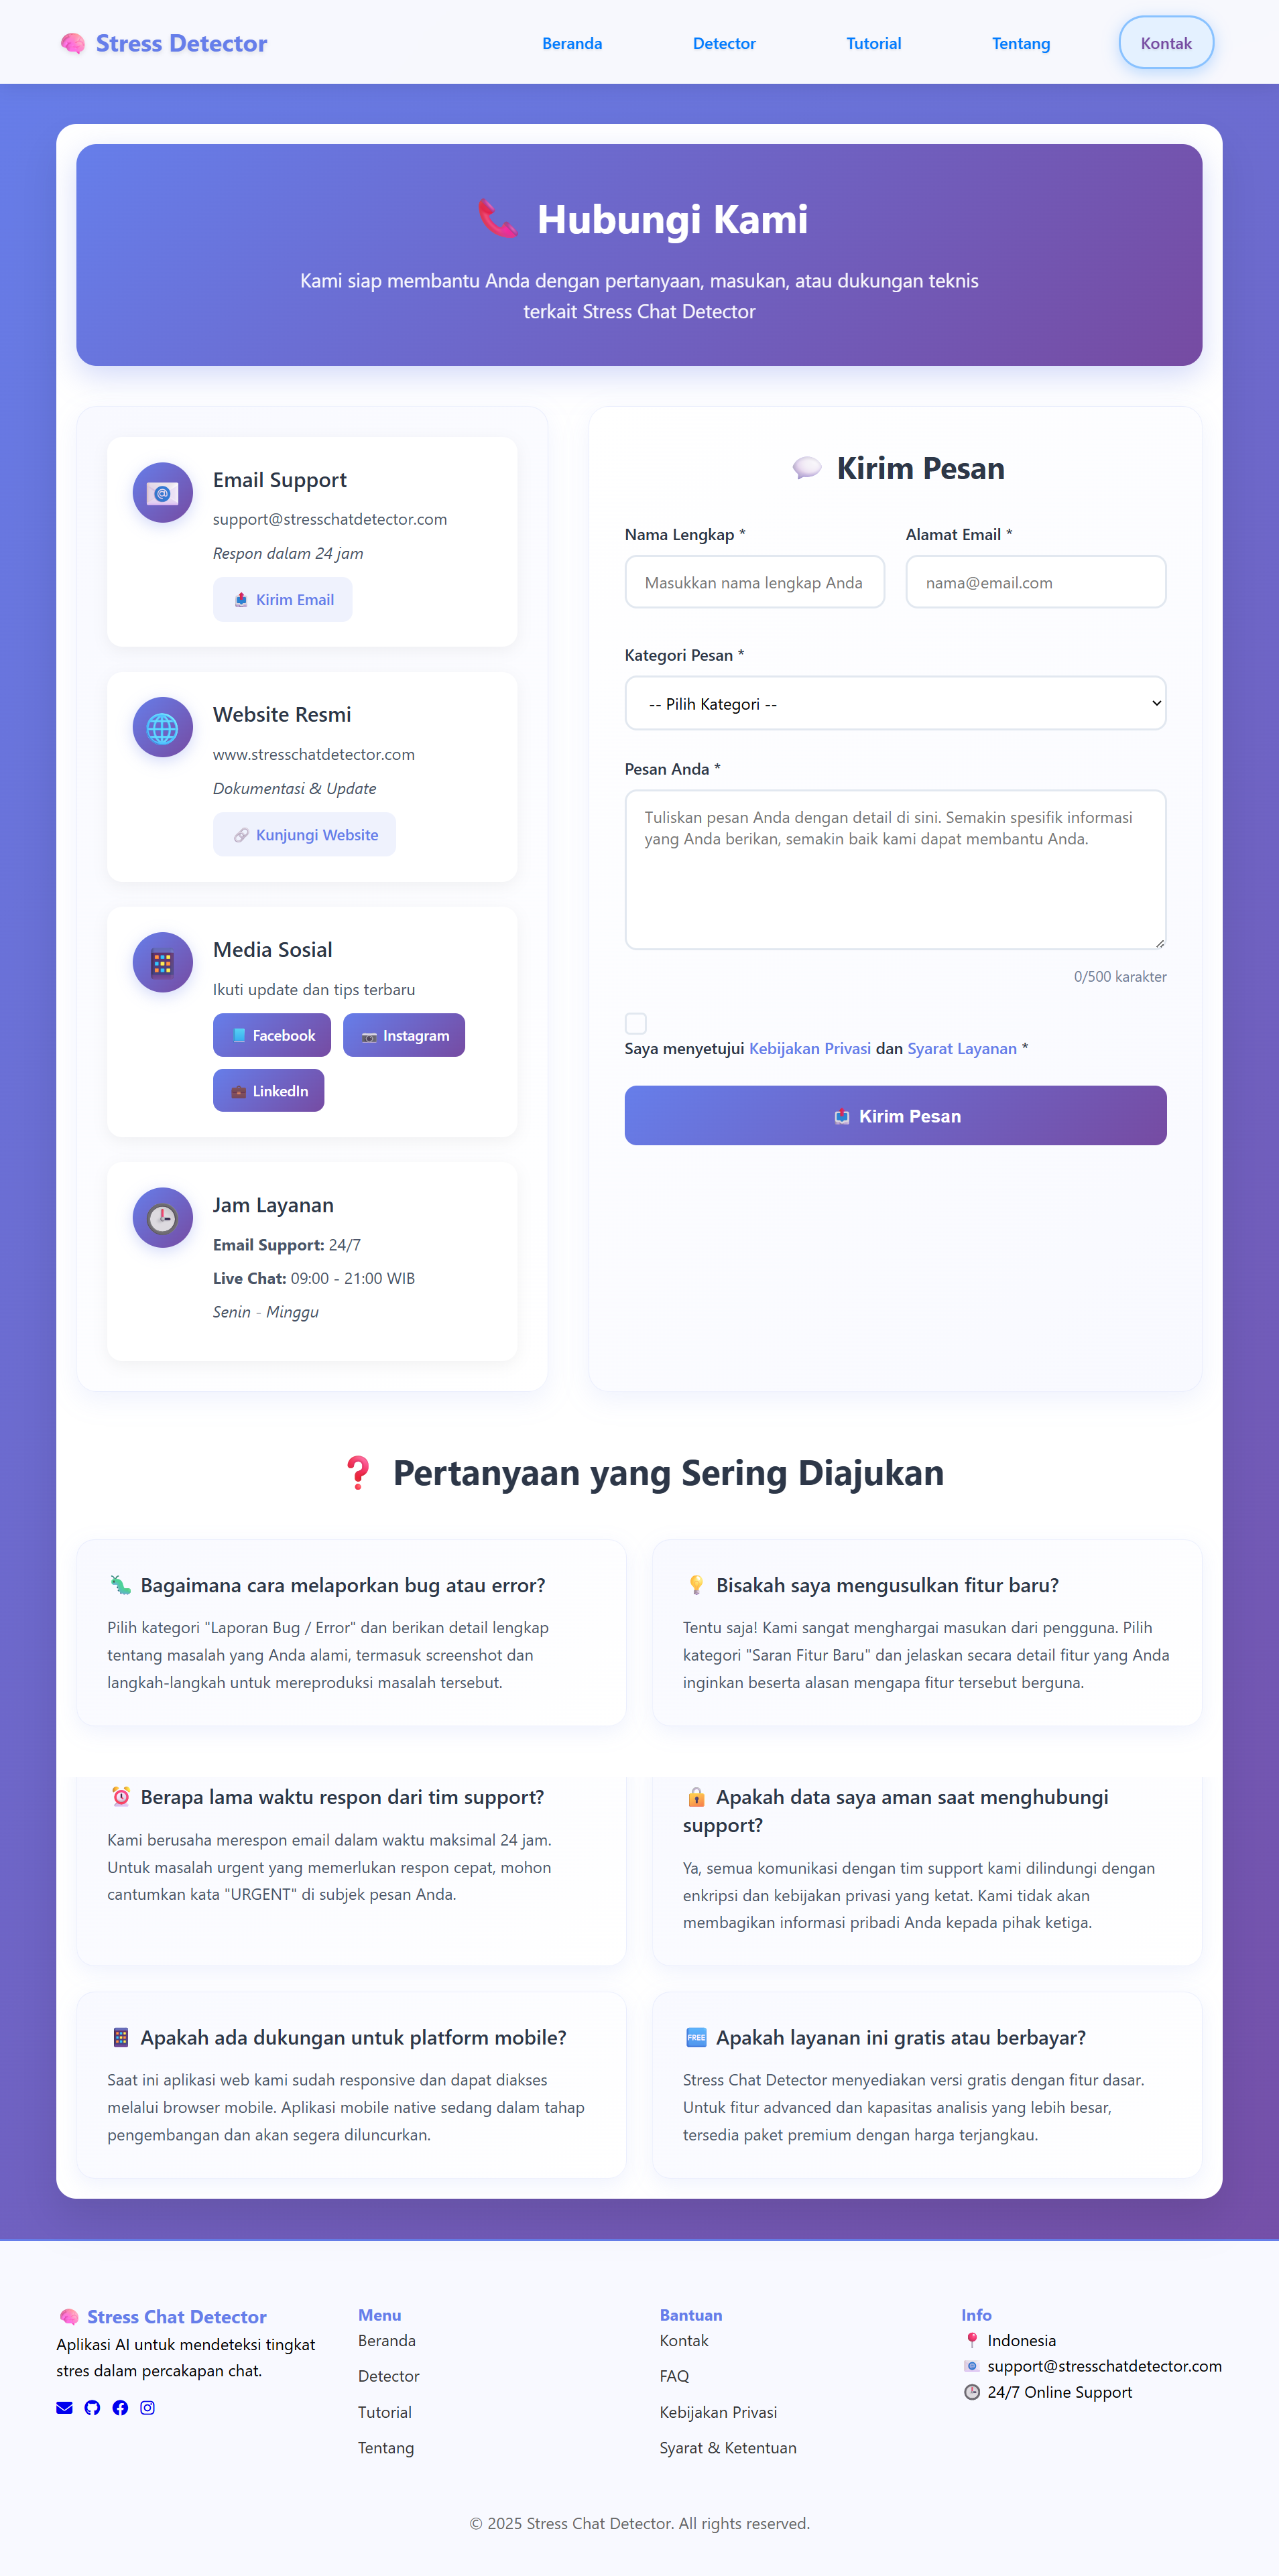 Stress Detector
Beranda
Detector
Tutorial
Tentang
Kontak
Hubungi Kami
Kami siap membantu Anda dengan pertanyaan, masukan, atau dukungan teknis
terkait Stress Chat Detector
Email Support
support@stresschatdetector.com
Respon dalam 24 jam
Kirim Email
Website Resmi
www.stresschatdetector.com
Dokumentasi & Update
Kunjungi Website
Media Sosial
Ikuti update dan tips terbaru
Facebook
Instagram
LinkedIn
Jam Layanan
Email Support: 24/7
Live Chat: 09:00 - 21:00 WIB
Senin - Minggu
Kirim Pesan
Nama Lengkap *
Alamat Email *
Masukkan nama lengkap Anda
nama@email.com
Kategori Pesan *
-- Pilih Kategori --
Pesan Anda *
Tuliskan pesan Anda dengan detail di sini. Semakin spesifik informasi
yang Anda berikan, semakin baik kami dapat membantu Anda.
0/500 karakter
Saya menyetujui Kebijakan Privasi dan Syarat Layanan *
Kirim Pesan
Pertanyaan yang Sering Diajukan
Bagaimana cara melaporkan bug atau error?
Pilih kategori "Laporan Bug / Error" dan berikan detail lengkap
tentang masalah yang Anda alami, termasuk screenshot dan
langkah-langkah untuk mereproduksi masalah tersebut.
Bisakah saya mengusulkan fitur baru?
Tentu saja! Kami sangat menghargai masukan dari pengguna. Pilih
kategori "Saran Fitur Baru" dan jelaskan secara detail fitur yang Anda
inginkan beserta alasan mengapa fitur tersebut berguna.
Berapa lama waktu respon dari tim support?
Kami berusaha merespon email dalam waktu maksimal 24 jam.
Untuk masalah urgent yang memerlukan respon cepat, mohon
cantumkan kata "URGENT" di subjek pesan Anda.
Apakah data saya aman saat menghubungi
support?
Ya, semua komunikasi dengan tim support kami dilindungi dengan
enkripsi dan kebijakan privasi yang ketat. Kami tidak akan
membagikan informasi pribadi Anda kepada pihak ketiga.
Apakah ada dukungan untuk platform mobile?
Saat ini aplikasi web kami sudah responsive dan dapat diakses
melalui browser mobile. Aplikasi mobile native sedang dalam tahap
pengembangan dan akan segera diluncurkan.
FREE Apakah layanan ini gratis atau berbayar?
Stress Chat Detector menyediakan versi gratis dengan fitur dasar.
Untuk fitur advanced dan kapasitas analisis yang lebih besar,
tersedia paket premium dengan harga terjangkau.
Stress Chat Detector
Aplikasi AI untuk mendeteksi tingkat
stres dalam percakapan chat.
Menu
Beranda
Detector
Tutorial
Tentang
Bantuan
Kontak
FAQ
Kebijakan Privasi
Syarat & Ketentuan
Info
Indonesia
support@stresschatdetector.com
24/7 Online Support
© 2025 Stress Chat Detector. All rights reserved.